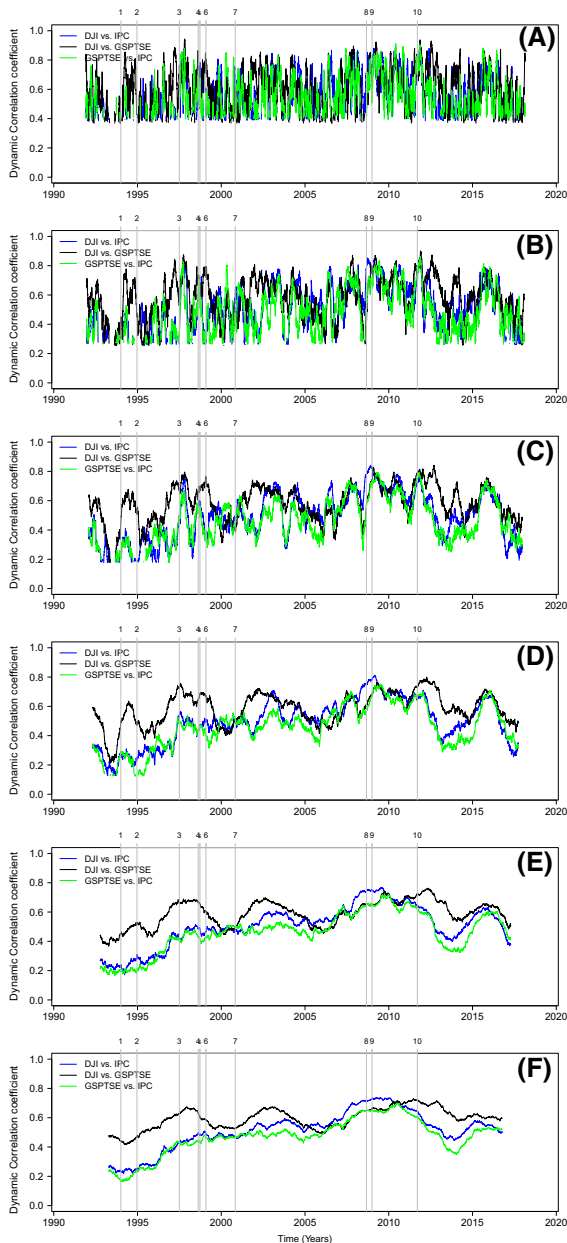 1 2 3 4 6 7 8 9 10
DJI vs. IPC
DJI vs. GSPTSE
GSPTSE vs. IPC
(A)
Dynamic Correlation coefficient
1.0
0.8
0.6
0.4
0.2
0.0
1990 1995 2000 2005 2010 2015 2020
1 2 3 4 6 7 8 9 10
DJI vs. IPC
DJI vs. GSPTSE
GSPTSE vs. IPC
(B)
Dynamic Correlation coefficient
1.0
0.8
0.6
0.4
0.2
0.0
1990 1995 2000 2005 2010 2015 2020
1 2 3 4 6 7 8 9 10
DJI vs. IPC
DJI vs. GSPTSE
GSPTSE vs. IPC
(C)
Dynamic Correlation coefficient
1.0
0.8
0.6
0.4
0.2
0.0
1990 1995 2000 2005 2010 2015 2020
1 2 3 4 6 7 8 9 10
DJI vs. IPC
DJI vs. GSPTSE
GSPTSE vs. IPC
(D)
Dynamic Correlation coefficient
1.0
0.8
0.6
0.4
0.2
0.0
1990 1995 2000 2005 2010 2015 2020
1 2 3 4 6 7 8 9 10
DJI vs. IPC
DJI vs. GSPTSE
GSPTSE vs. IPC
(E)
Dynamic Correlation coefficient
1.0
0.8
0.6
0.4
0.2
0.0
1990 1995 2000 2005 2010 2015 2020
1 2 3 4 6 7 8 9 10
DJI vs. IPC
DJI vs. GSPTSE
GSPTSE vs. IPC
(F)
Dynamic Correlation coefficient
1.0
0.8
0.6
0.4
0.2
0.0
1990 1995 2000 2005 2010 2015 2020
Time (Years)